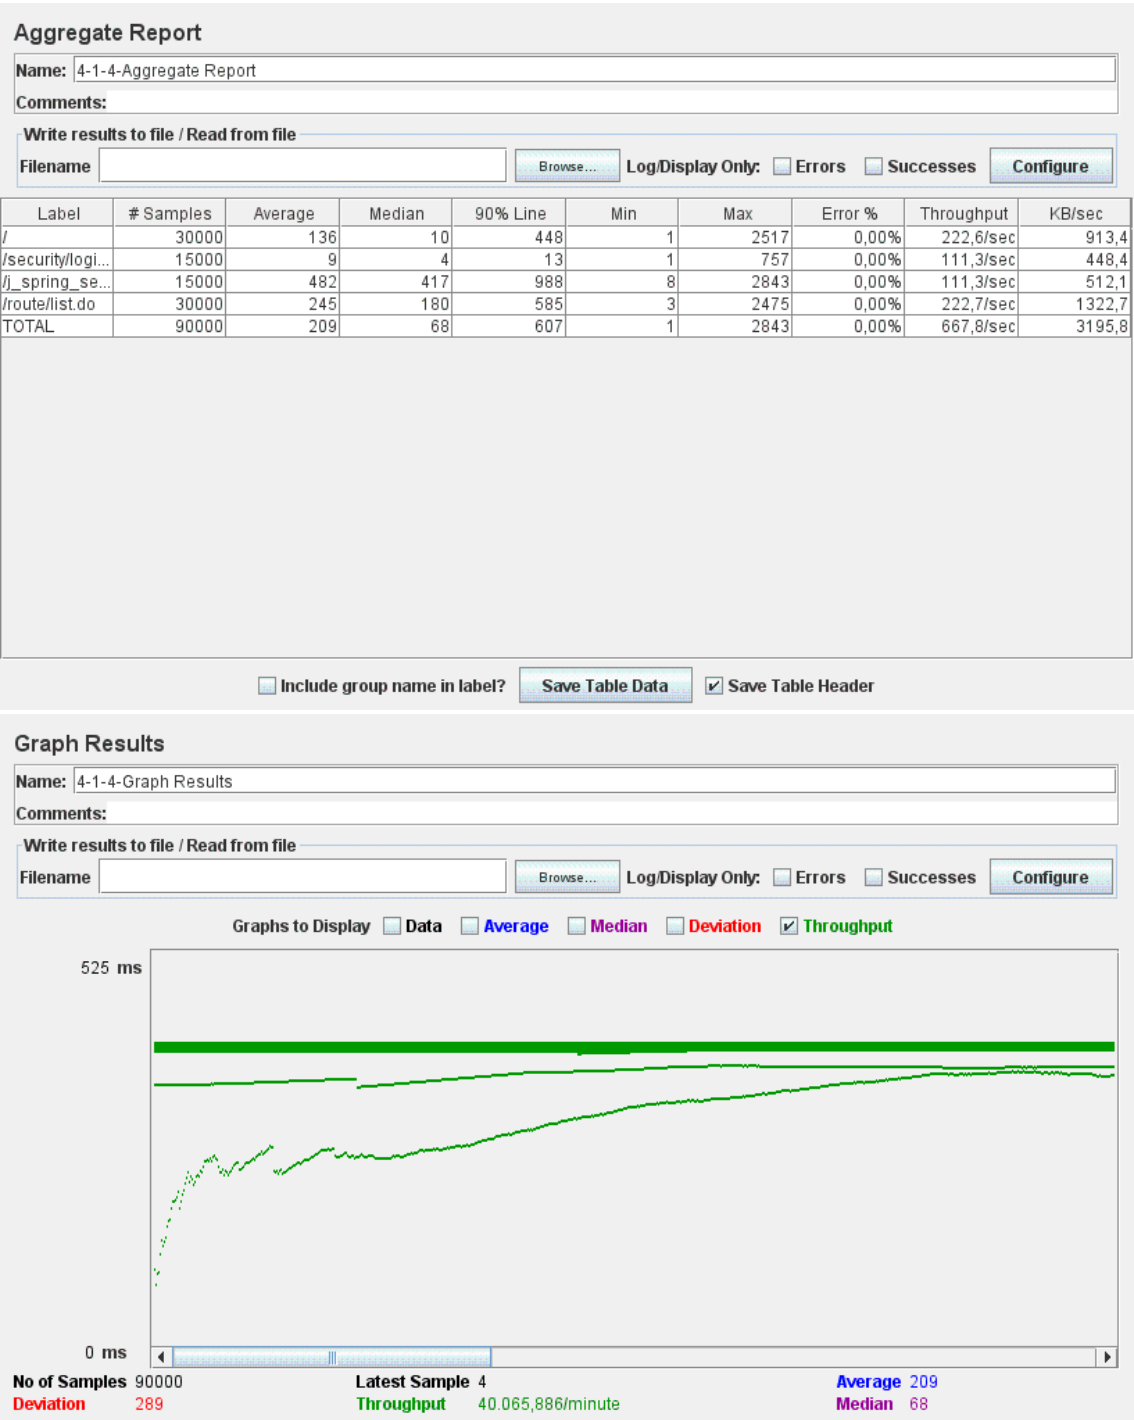 Aggregate Report
Name: 4-1-4-Aggregate Report
Comments:
Write results to file / Read from file
Filename Browse... Log/Display Only: Errors Successes Configure
Label # Samples Average Median 90% Line Min Max Error % Throughput KB/sec
/ 30000 136 10 448 1 2517 0,00% 222,6/sec 913,4
/security/logi... 15000 9 4 13 1 757 0,00% 111,3/sec 448,4
/j_spring_se... 15000 482 417 988 8 2843 0,00% 111,3/sec 512,1
/route/list.do 30000 245 180 585 3 2475 0,00% 222,7/sec 1322,7
TOTAL 90000 209 68 607 1 2843 0,00% 667,8/sec 3195,8
Include group name in label? Save Table Data Save Table Header
Graph Results
Name: 4-1-4-Graph Results
Comments:
Write results to file / Read from file
Filename Browse... Log/Display Only: Errors Successes Configure
Graphs to Display Data Average Median Deviation Throughput
525 ms
0 ms
No of Samples 90000 Latest Sample 4 Average 209
Deviation 289 Throughput 40.065,886/minute Median 68